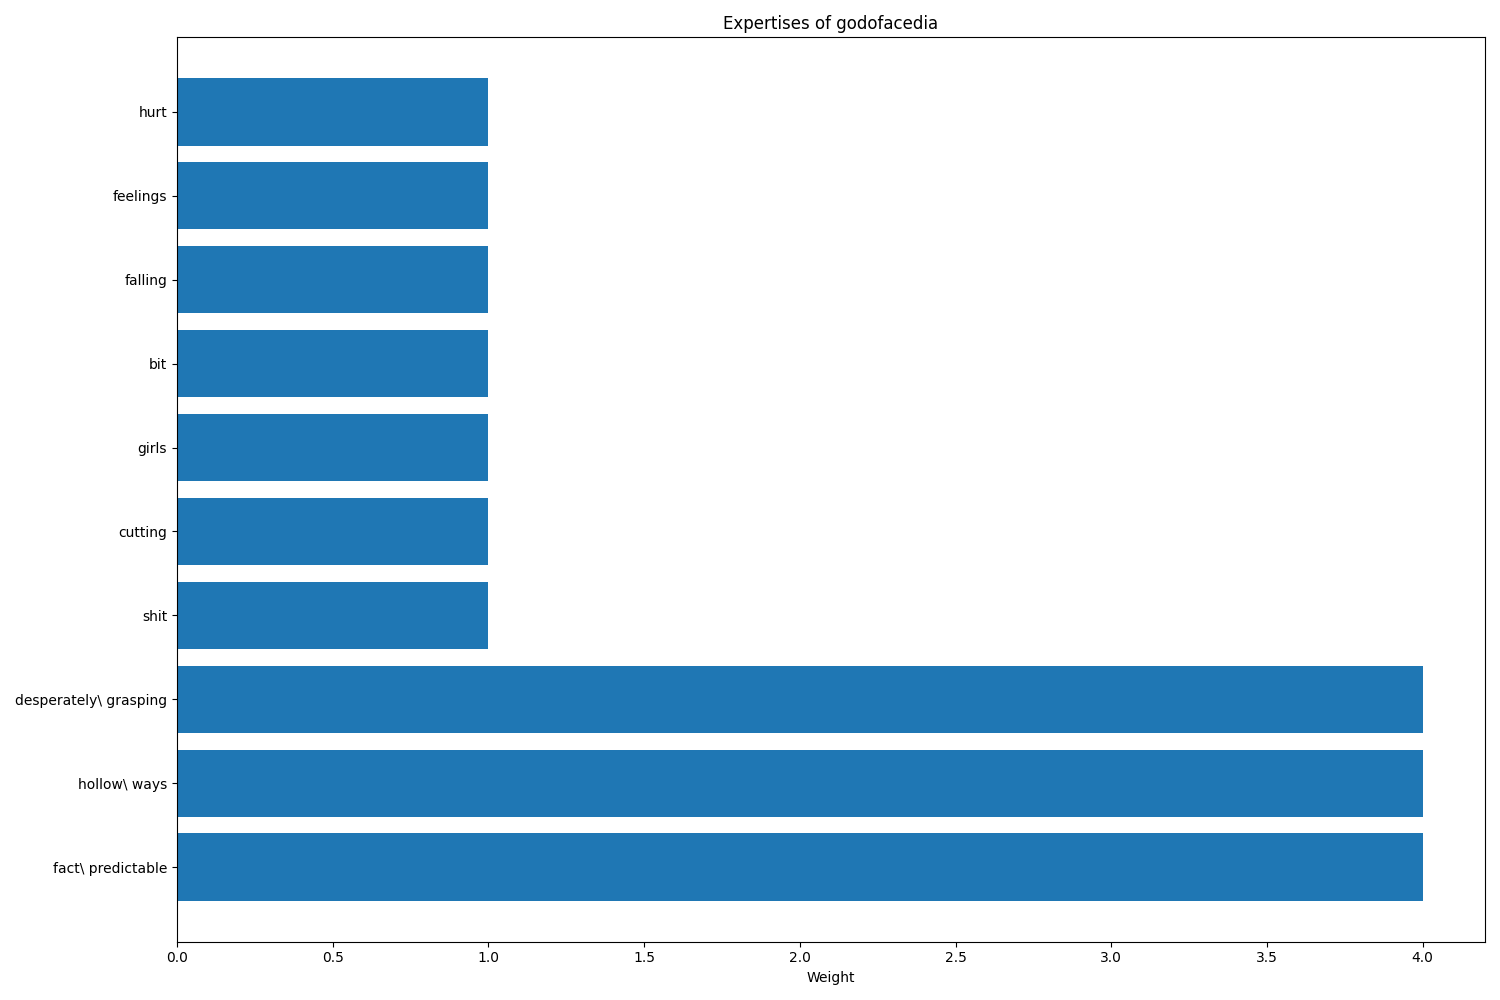 Expertises of godofacedia
hurt
feelings
falling
bit
girls
cutting
shit
desperately\ grasping
hollow\ ways
fact\ predictable
0.0 0.5 1.0 1.5 2.0 2.5 3.0 3.5 4.0
Weight